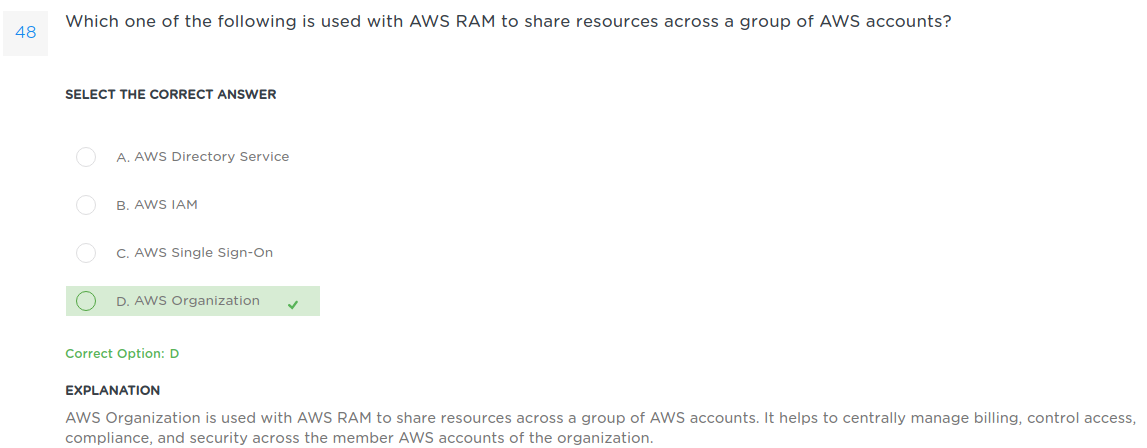 48
Which one of the following is used with AWS RAM to share resources across a group of AWS accounts?
SELECT THE CORRECT ANSWER
A. AWS Directory Service
B. AWS IAM
C. AWS Single Sign-On
D. AWS Organization
Correct Option: D
EXPLANATION
AWS Organization is used with AWS RAM to share resources across a group of AWS accounts. It helps to centrally manage billing, control access,
compliance, and security across the member AWS accounts of the organization.